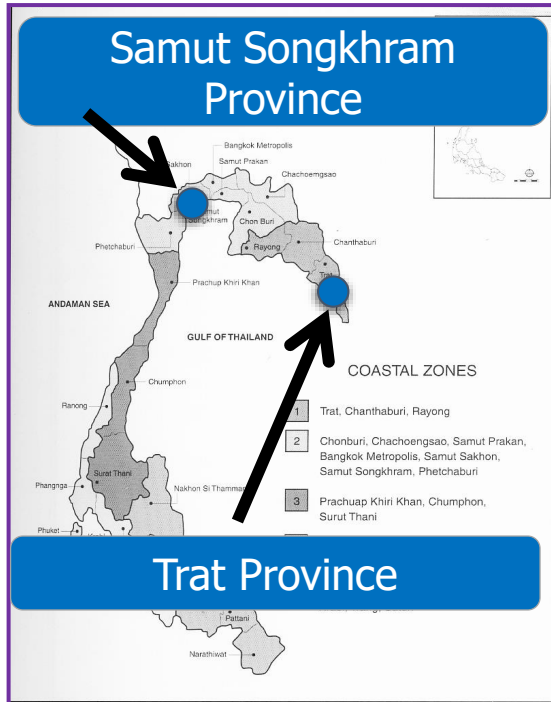 Samut Songkhram
Province
Bangkok Metropolis
Samut Prakan
Chachoemgsao
Songkhram
Chon Buri
Phetchaburi
Rayong
Chanthaburi
Trat
Prachup Khiri Khan
ANDAMAN SEA
GULF OF THAILAND
COASTAL ZONES
Chumphon
Ranong
1 Trat, Chanthaburi, Rayong
2 Chonburi, Chachoengsao, Samut Prakan,
Bangkok Metropolis, Samut Sakhon,
Samut Songkhram, Phetchaburi
Surat Thani
Phangnga
Nakhon Si Thammar
3 Prachuap Khiri Khan, Chumphon,
Surut Thani
Phuket
Trat Province
Pattani
Narathiwat